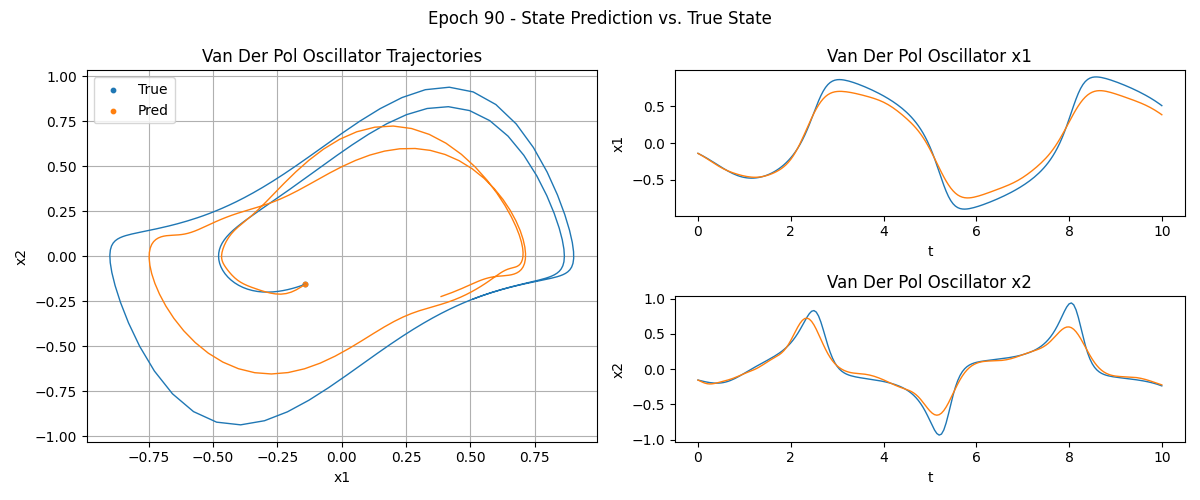 Epoch 90 - State Prediction vs. True State
Van Der Pol Oscillator Trajectories
True
Pred
1.00
0.75
0.50
0.25
0.00
−0.25
−0.50
−0.75
−1.00
x2
−0.75 −0.50 −0.25 0.00 0.25 0.50 0.75
x1
Van Der Pol Oscillator x1
0.5
0.0
−0.5
x1
0 2 4 6 8 10
t
Van Der Pol Oscillator x2
1.0
0.5
0.0
−0.5
−1.0
x2
0 2 4 6 8 10
t